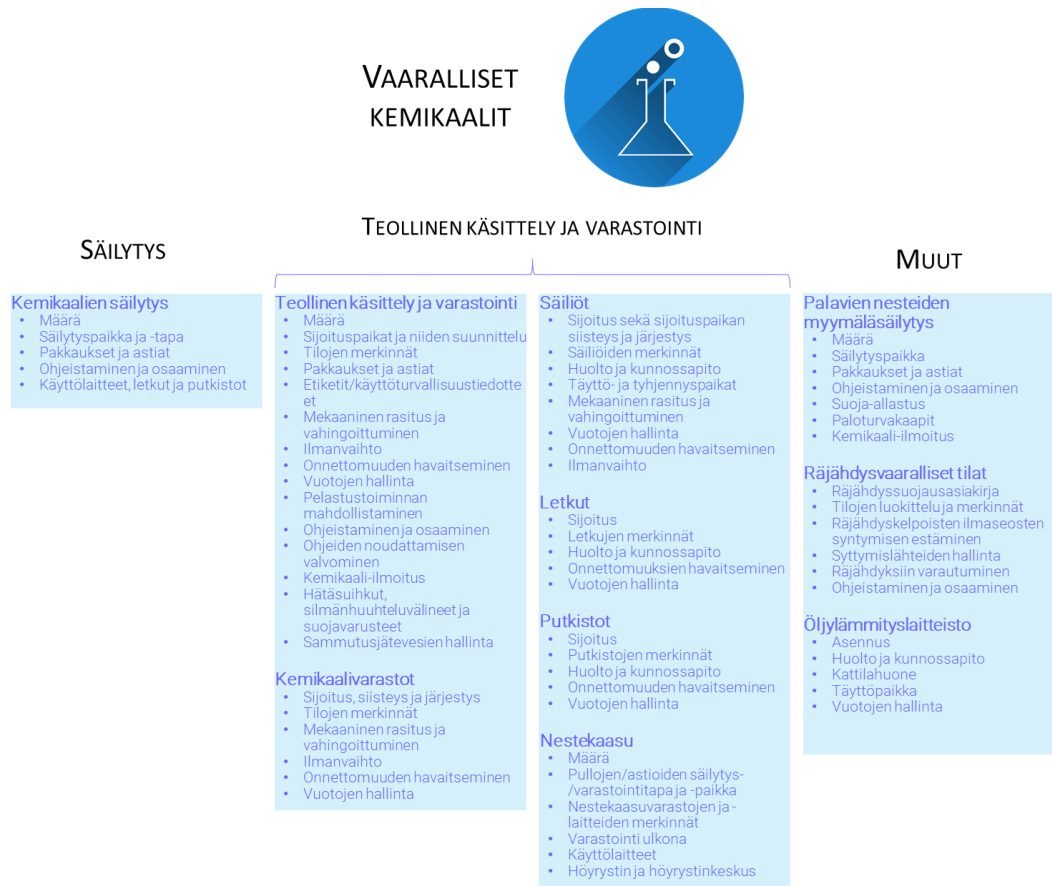 VAARALLISET
KEMIKAALIT
SÄILYTYS
Kemikaalien säilytys
• Määrä
• Säilytyspaikka ja -tapa
• Pakkaukset ja astiat
• Ohjeistaminen ja osaaminen
• Käyttölaitteet, letkut ja putkistot
TEOLLINEN KÄSITTELY JA VARASTOINTI
Teollinen käsittely ja varastointi
• Määrä
• Sijoituspaikat ja niiden suunnittelu
• Tilojen merkinnät
• Pakkaukset ja astiat
• Etiketit/käyttöturvallisuustiedotte
et
• Mekaaninen rasitus ja
vahingoittuminen
• Ilmanvaihto
• Onnettomuuden havaitseminen
• Vuotojen hallinta
• Pelastustoiminnan
mahdollistaminen
• Ohjeistaminen ja osaaminen
• Ohjeiden noudattamisen
valvominen
• Kemikaali-ilmoitus
• Hätäsuihkut,
silmänhuuhteluvälineet ja
suojavarusteet
• Sammutusjätevesien hallinta
Kemikaalivarastot
• Sijoitus, siisteys ja järjestys
• Tilojen merkinnät
• Mekaaninen rasitus ja
vahingoittuminen
• Ilmanvaihto
• Onnettomuuden havaitseminen
• Vuotojen hallinta
Säiliöt
• Sijoitus sekä sijoituspaikan
siisteys ja järjestys
• Säiliöiden merkinnät
• Huolto ja kunnossapito
• Täyttö- ja tyhjennyspaikat
• Mekaaninen rasitus ja
vahingoittuminen
• Vuotojen hallinta
• Onnettomuuden havaitseminen
• Ilmanvaihto
Letkut
• Sijoitus
• Letkujen merkinnät
• Huolto ja kunnossapito
• Onnettomuuksien havaitseminen
• Vuotojen hallinta
Putkistot
• Sijoitus
• Putkistojen merkinnät
• Huolto ja kunnossapito
• Onnettomuuden havaitseminen
• Vuotojen hallinta
Nestekaasu
• Määrä
• Pullojen/astioiden säilytys-
/varastointitapa ja -paikka
• Nestekaasuvarastojen ja -
laitteiden merkinnät
• Varastointi ulkona
• Käyttölaitteet
• Höyrystin ja höyrystinkeskus
MUUT
Palavien nesteiden
myymäläsäilytys
• Määrä
• Säilytyspaikka
• Pakkaukset ja astiat
• Ohjeistaminen ja osaaminen
• Suoja-allastus
• Paloturvakaapit
• Kemikaali-ilmoitus
Räjähdysvaaralliset tilat
• Räjähdyssuojausasiakirja
• Tilojen luokittelu ja merkinnät
• Räjähdyskelpoisten ilmaseosten
syntymisen estäminen
• Syttymislähteiden hallinta
• Räjähdyksiin varautuminen
• Ohjeistaminen ja osaaminen
Öljylämmityslaitteisto
• Asennus
• Huolto ja kunnossapito
• Kattilahuone
• Täyttöpaikka
• Vuotojen hallinta